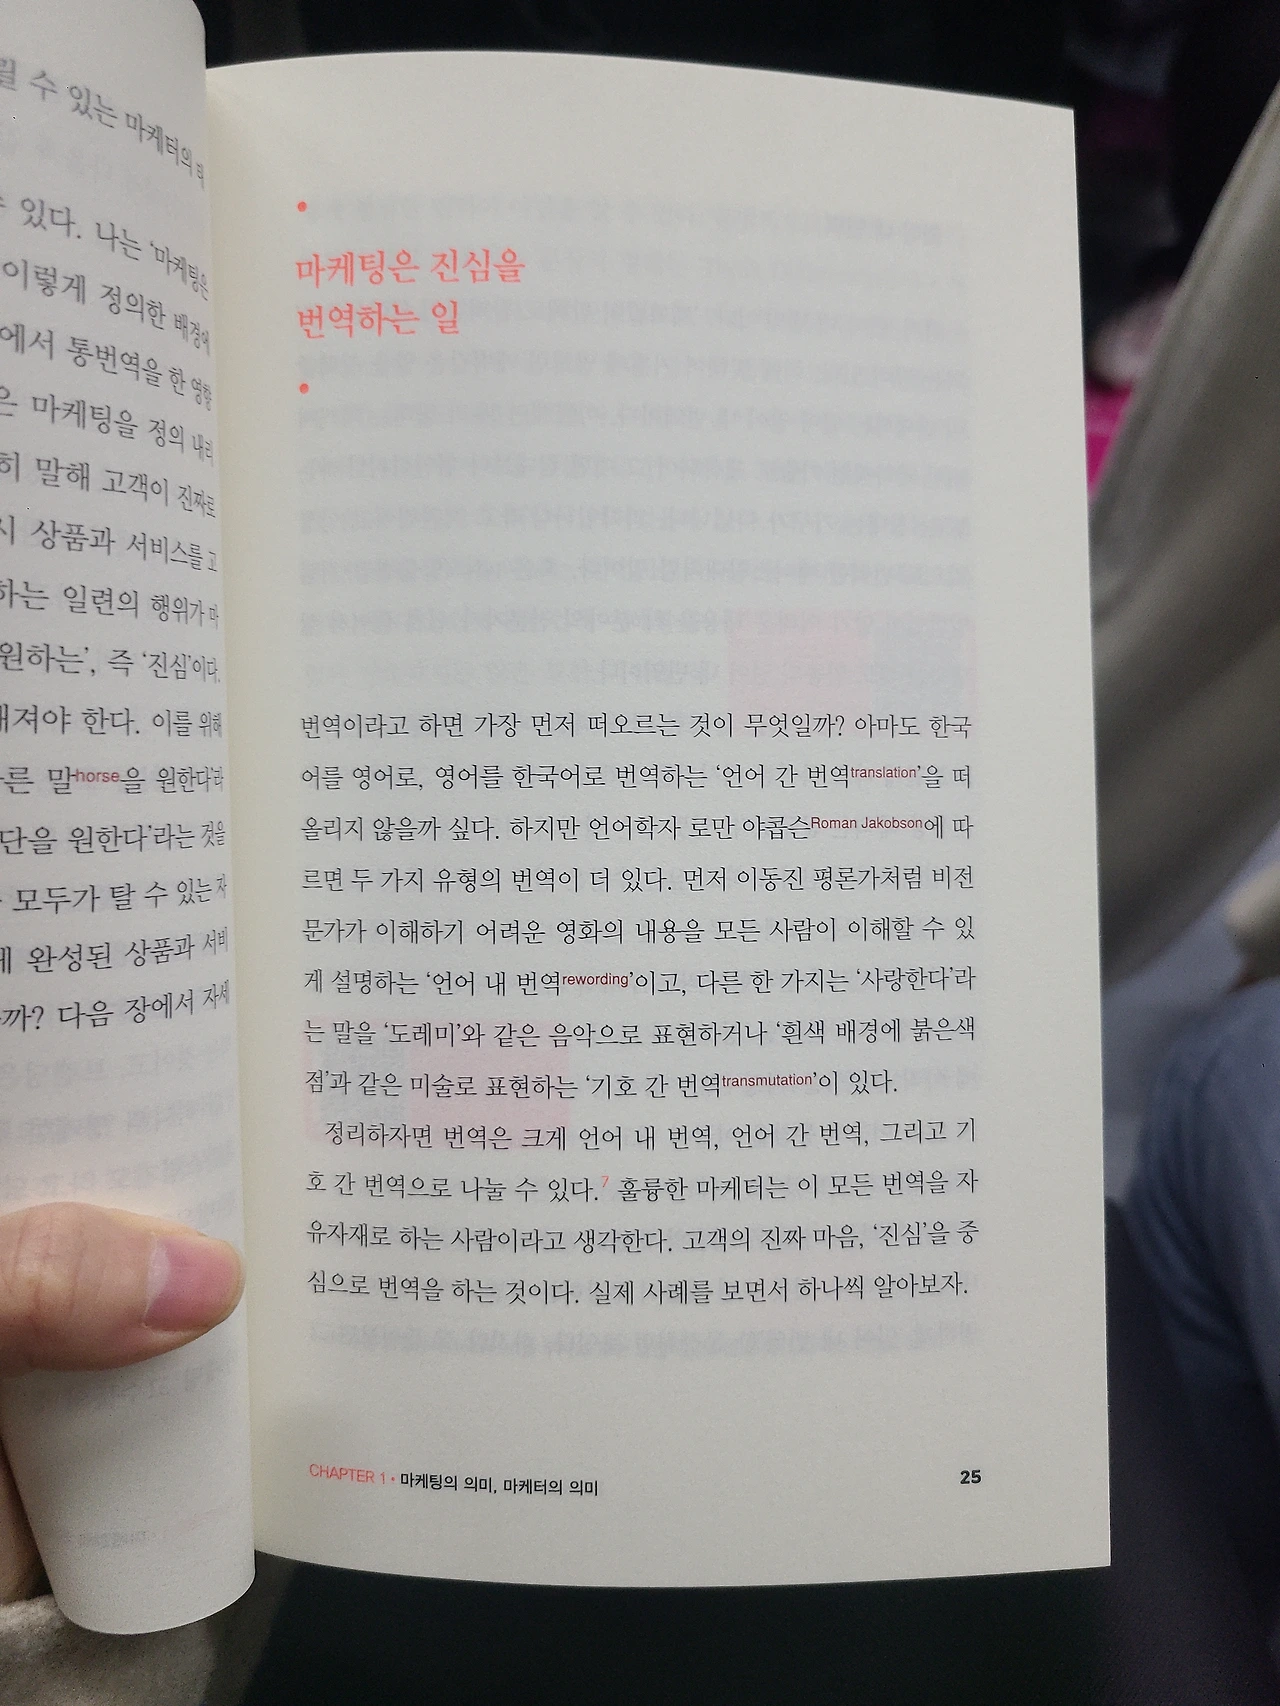 수 있는 마케터의
있다. 나는 ‘마케팅은
이렇게 정의한 배경에
에서 통번역을 한 영향
은 마케팅을 정의 내리
히 말해 고객이 진짜로
시 상품과 서비스를 고
하는 일련의 행위가 마
원하는’, 즉 ‘진심’이다.
져야 한다. 이를 위해
른 말horse을 원한다’라
단을 원한다’라는 것을
모두가 탈 수 있는 자
완성된 상품과 서비
까? 다음 장에서 자세
마케팅은 진심을
번역하는 일
번역이라고 하면 가장 먼저 떠오르는 것이 무엇일까? 아마도 한국
어를 영어로, 영어를 한국어로 번역하는 ‘언어 간 번역translation’을 떠
올리지 않을까 싶다. 하지만 언어학자 로만 야콥슨Roman Jakobson에 따
르면 두 가지 유형의 번역이 더 있다. 먼저 이동진 평론가처럼 비전
문가가 이해하기 어려운 영화의 내용을 모든 사람이 이해할 수 있
게 설명하는 ‘언어 내 번역rewording’이고, 다른 한 가지는 ‘사랑한다’라
는 말을 ‘도레미’와 같은 음악으로 표현하거나 ‘흰색 배경에 붉은색
점’과 같은 미술로 표현하는 ‘기호 간 번역transmutation’이 있다.
정리하자면 번역은 크게 언어 내 번역, 언어 간 번역, 그리고 기
호 간 번역으로 나눌 수 있다.7 훌륭한 마케터는 이 모든 번역을 자
유자재로 하는 사람이라고 생각한다. 고객의 진짜 마음, ‘진심’을 중
심으로 번역을 하는 것이다. 실제 사례를 보면서 하나씩 알아보자.
CHAPTER 1 • 마케팅의 의미, 마케터의 의미
25